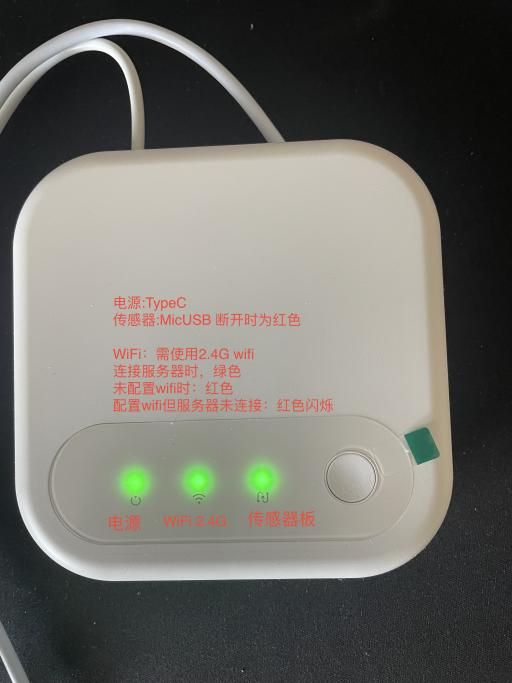 电源:TypeC
传感器:MicUSB 断开时为红色
WiFi：需使用2.4G wifi
连接服务器时，绿色
未配置wifi时：红色
配置wifi但服务器未连接：红色闪烁
电源 WiFi 2.4G 传感器板